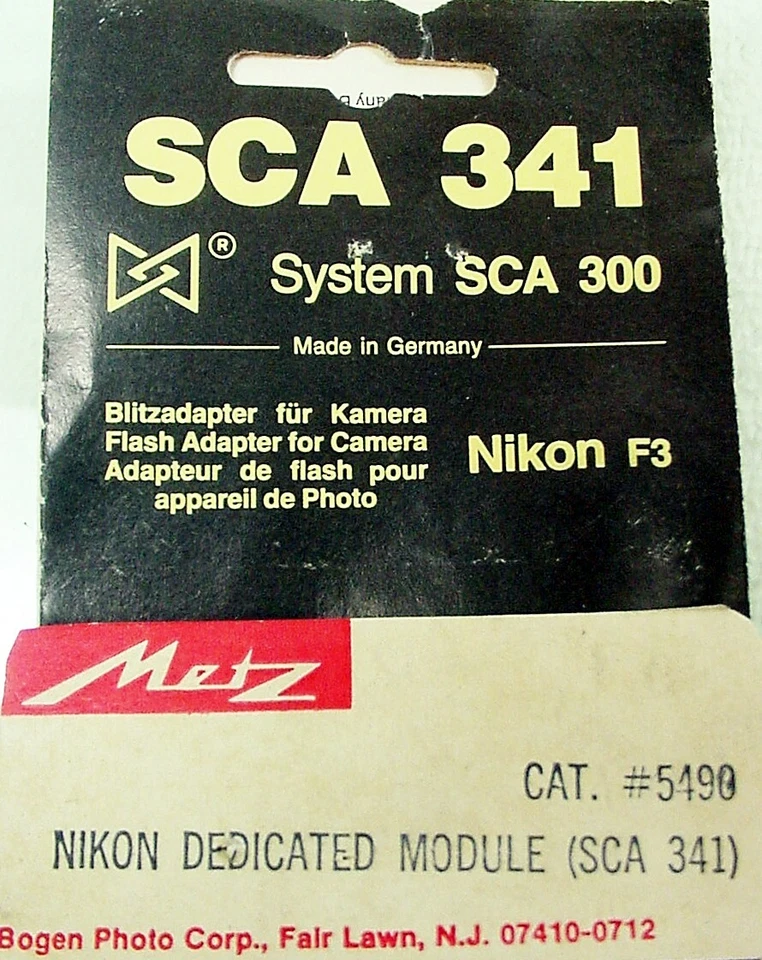 SCA 341
®
System SCA 300
Made in Germany
Blitzadapter für Kamera
Flash Adapter for Camera
Adapteur de flash pour
appareil de Photo
Nikon F3
Metz
CAT. #5490
NIKON DEDICATED MODULE (SCA 341)
Bogen Photo Corp., Fair Lawn, N.J. 07410-0712